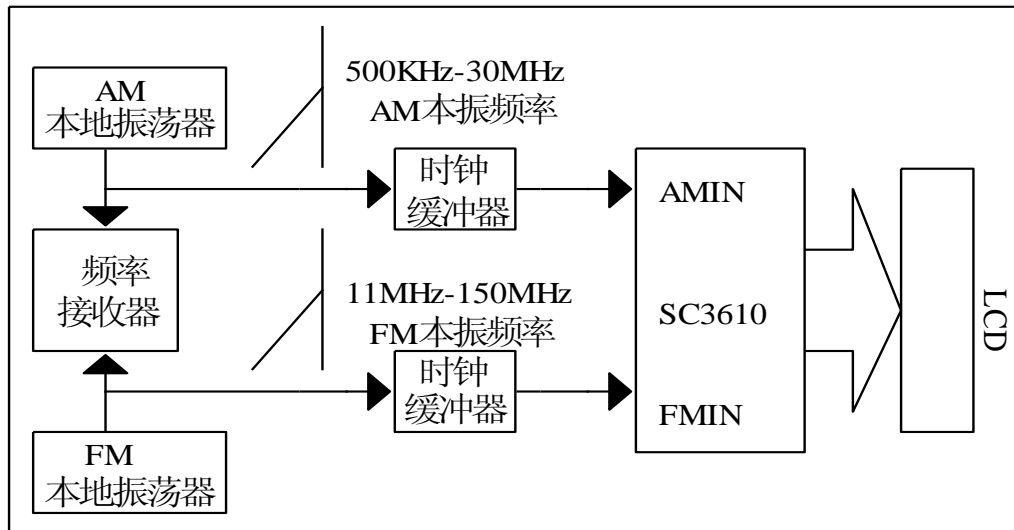 AM
本地振荡器
500KHz-30MHz
AM本振频率
时钟
缓冲器
AMIN
频率
接收器
11MHz-150MHz
FM本振频率
SC3610
LCD
时钟
缓冲器
FMIN
FM
本地振荡器